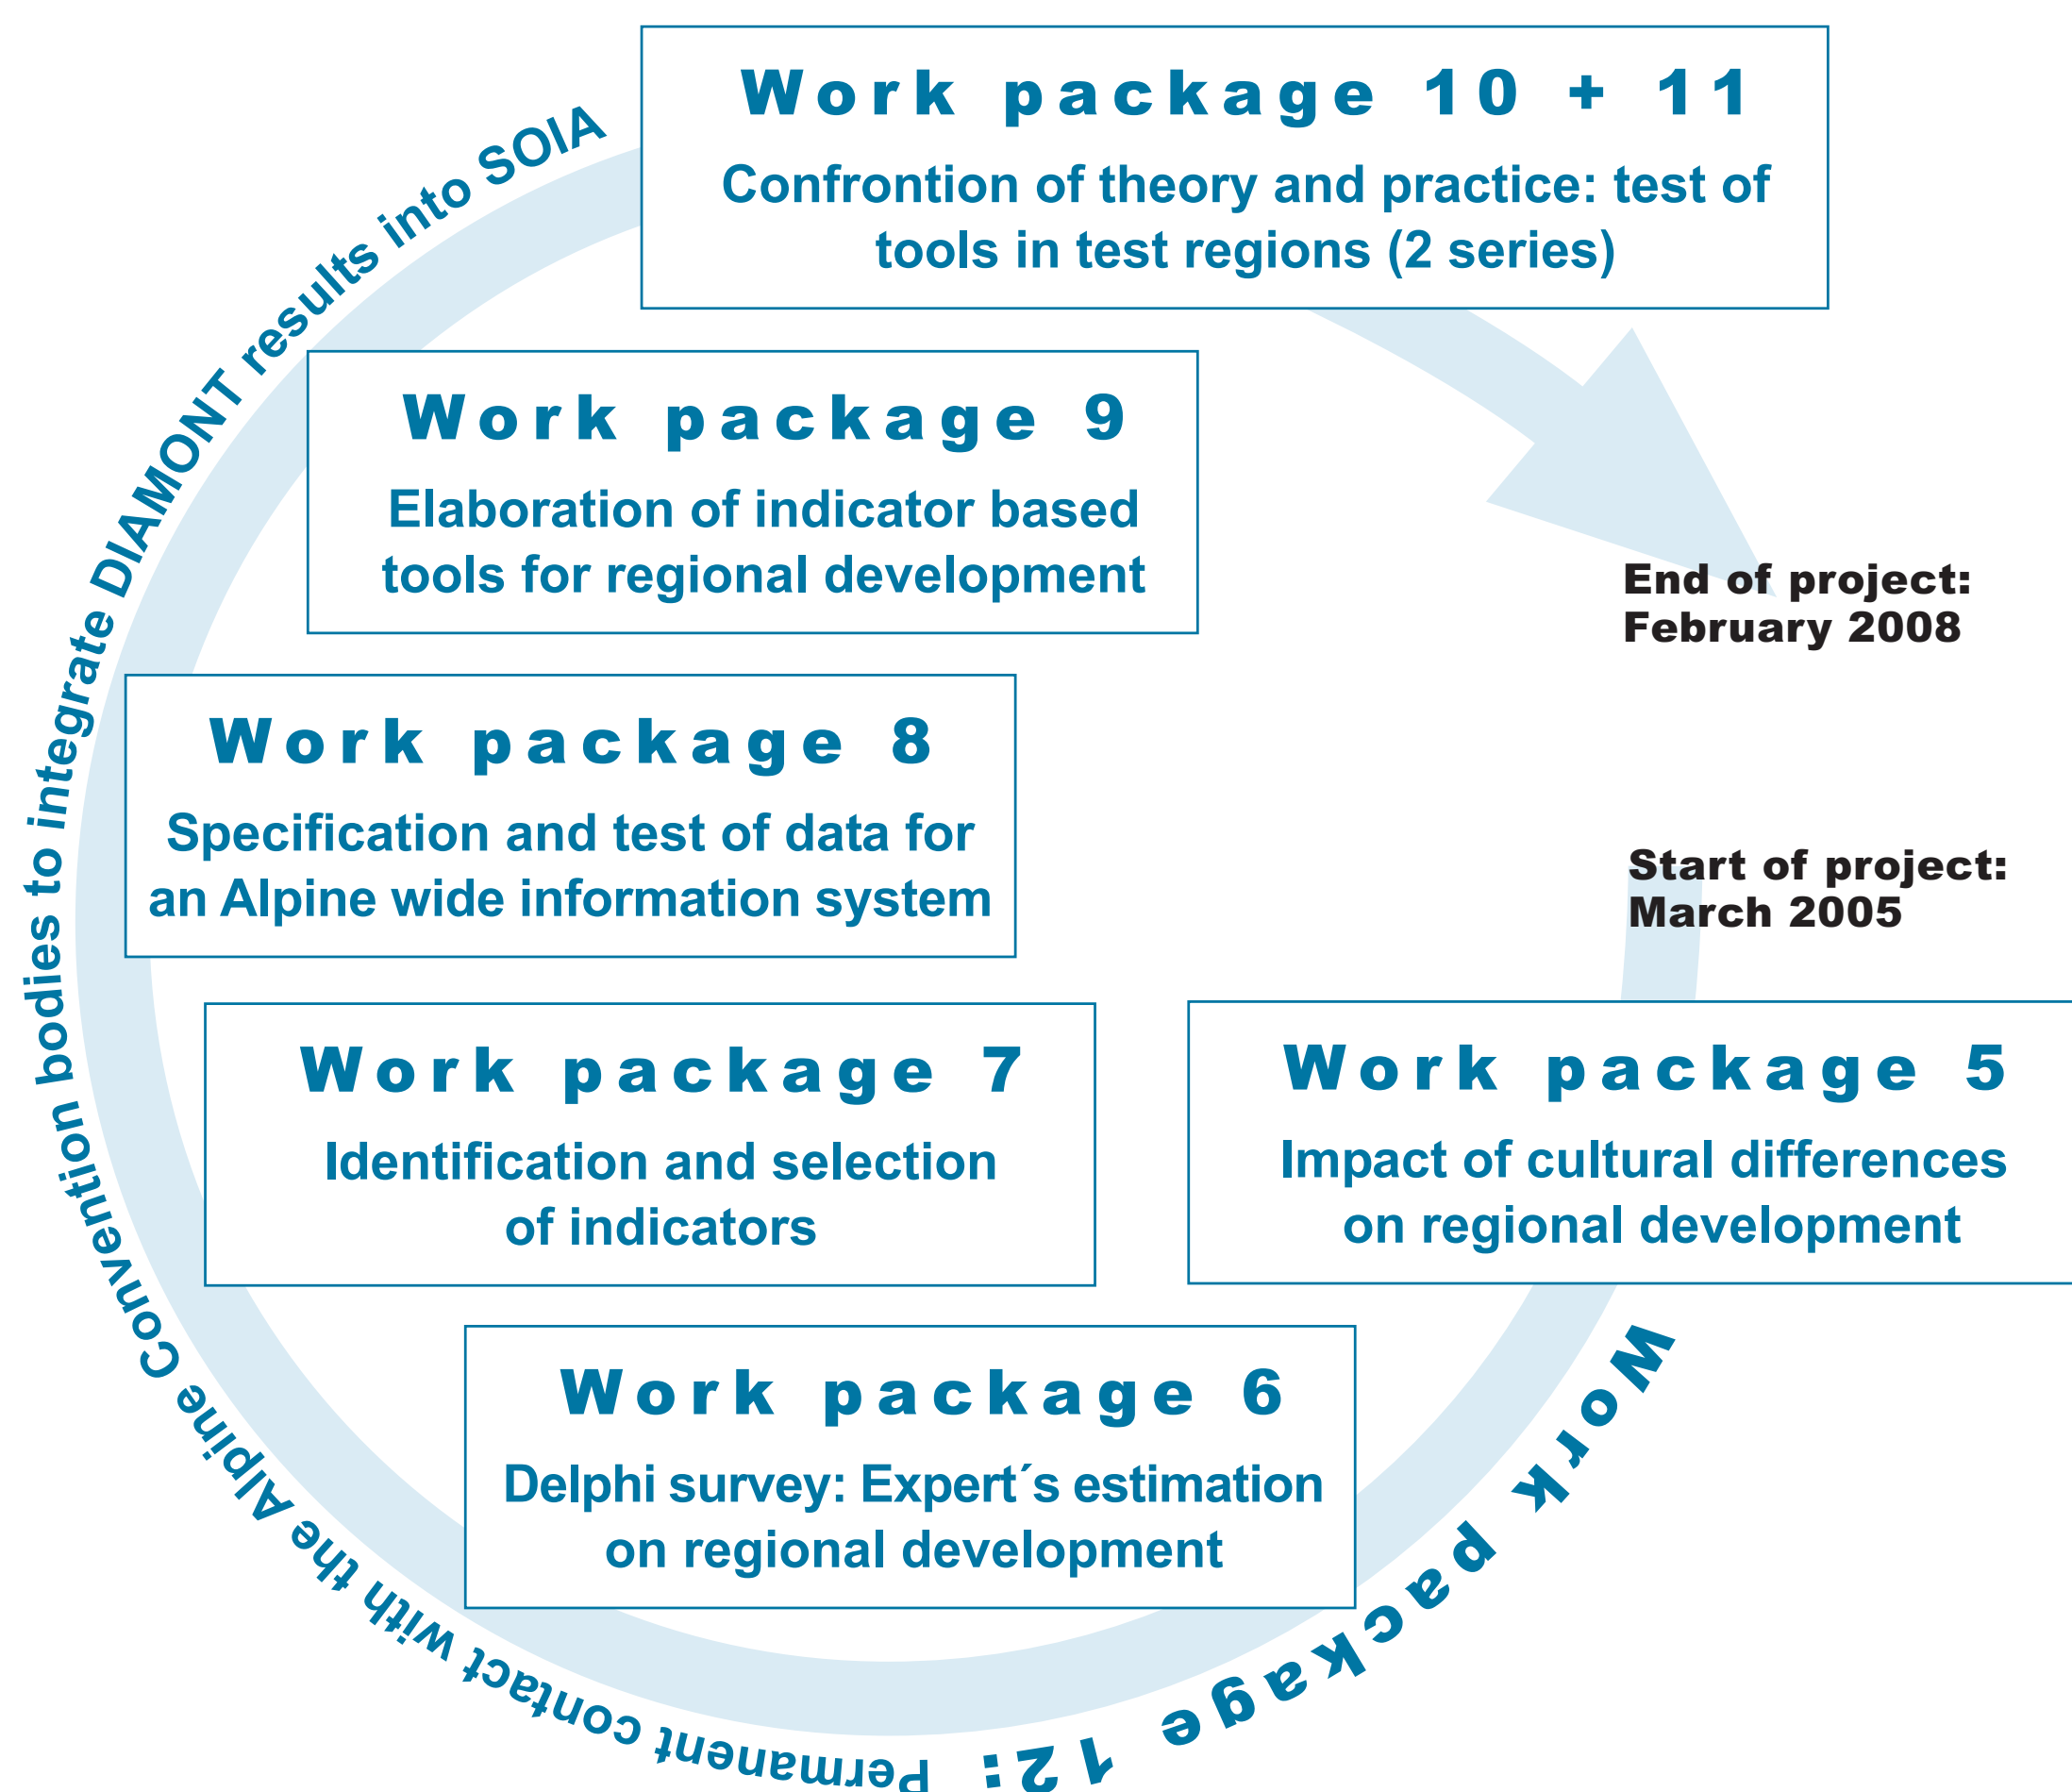 Work package 10 + 11
Confrontion of theory and practice: test of
tools in test regions (2 series)
Work package 9
Elaboration of indicator based
tools for regional development
End of project:
February 2008
Work package 8
Specification and test of data for
an Alpine wide information system
Start of project:
March 2005
Work package 7
Identification and selection
of indicators
Work package 5
Impact of cultural differences
on regional development
Work package 6
Delphi survey: Expert´s estimation
on regional development
Work package 12: Permanent contact with the Alpine Convention bodies to integrate DIAMONT results into SOIA